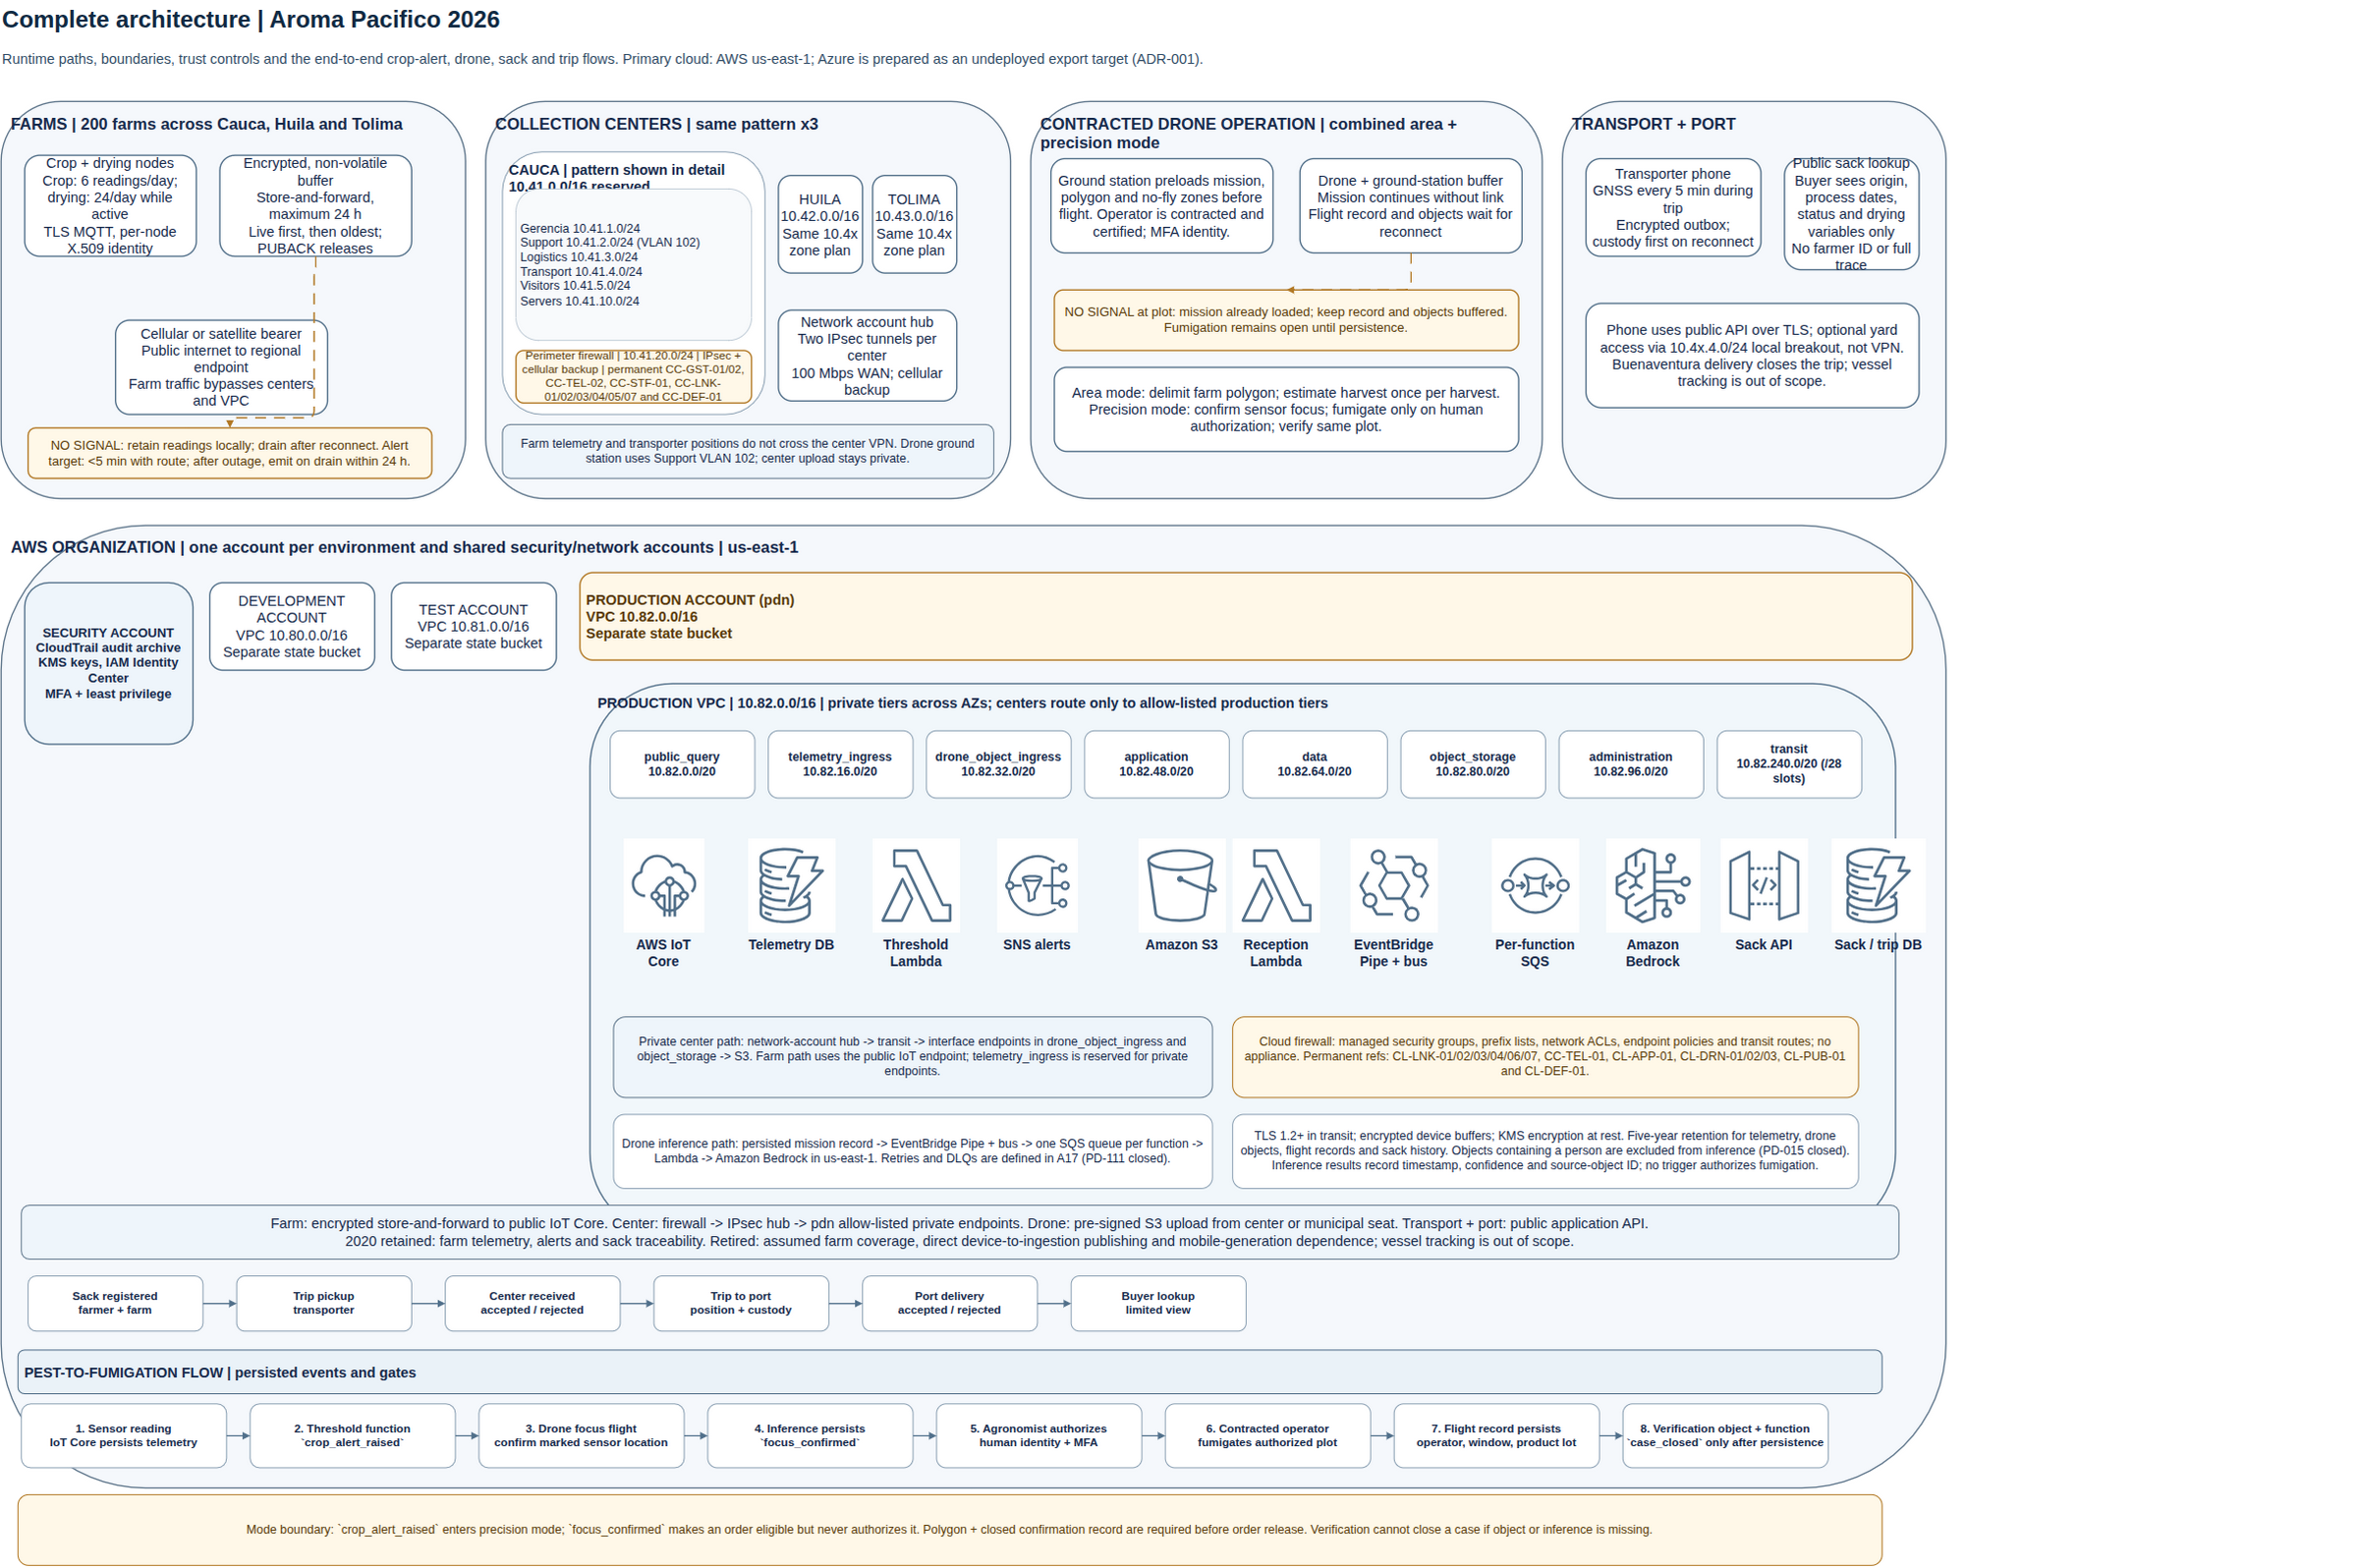 Complete architecture | Aroma Pacifico 2026
Runtime paths, boundaries, trust controls and the end-to-end crop-alert, drone, sack and trip flows. Primary cloud: AWS us-east-1; Azure is prepared as an undeployed export target (ADR-001).
FARMS | 200 farms across Cauca, Huila and Tolima
Crop + drying nodes
Crop: 6 readings/day;
drying: 24/day while
active
TLS MQTT, per-node
X.509 identity
Encrypted, non-volatile
buffer
Store-and-forward,
maximum 24 h
Live first, then oldest;
PUBACK releases
Cellular or satellite bearer
Public internet to regional
endpoint
Farm traffic bypasses centers
and VPC
NO SIGNAL: retain readings locally; drain after reconnect. Alert
target: <5 min with route; after outage, emit on drain within 24 h.
COLLECTION CENTERS | same pattern x3
CAUCA | pattern shown in detail
10.41.0.0/16 reserved
Gerencia 10.41.1.0/24
Support 10.41.2.0/24 (VLAN 102)
Logistics 10.41.3.0/24
Transport 10.41.4.0/24
Visitors 10.41.5.0/24
Servers 10.41.10.0/24
Perimeter firewall | 10.41.20.0/24 | IPsec +
cellular backup | permanent CC-GST-01/02,
CC-TEL-02, CC-STF-01, CC-LNK-
01/02/03/04/05/07 and CC-DEF-01
HUILA
10.42.0.0/16
Same 10.4x
zone plan
TOLIMA
10.43.0.0/16
Same 10.4x
zone plan
Network account hub
Two IPsec tunnels per
center
100 Mbps WAN; cellular
backup
Farm telemetry and transporter positions do not cross the center VPN. Drone ground
station uses Support VLAN 102; center upload stays private.
CONTRACTED DRONE OPERATION | combined area +
precision mode
Ground station preloads mission,
polygon and no-fly zones before
flight. Operator is contracted and
certified; MFA identity.
Drone + ground-station buffer
Mission continues without link
Flight record and objects wait for
reconnect
NO SIGNAL at plot: mission already loaded; keep record and objects buffered.
Fumigation remains open until persistence.
Area mode: delimit farm polygon; estimate harvest once per harvest.
Precision mode: confirm sensor focus; fumigate only on human
authorization; verify same plot.
TRANSPORT + PORT
Transporter phone
GNSS every 5 min during
trip
Encrypted outbox;
custody first on reconnect
Public sack lookup
Buyer sees origin,
process dates,
status and drying
variables only
No farmer ID or full
trace
Phone uses public API over TLS; optional yard
access via 10.4x.4.0/24 local breakout, not VPN.
Buenaventura delivery closes the trip; vessel
tracking is out of scope.
AWS ORGANIZATION | one account per environment and shared security/network accounts | us-east-1
SECURITY ACCOUNT
CloudTrail audit archive
KMS keys, IAM Identity
Center
MFA + least privilege
DEVELOPMENT
ACCOUNT
VPC 10.80.0.0/16
Separate state bucket
TEST ACCOUNT
VPC 10.81.0.0/16
Separate state bucket
PRODUCTION ACCOUNT (pdn)
VPC 10.82.0.0/16
Separate state bucket
PRODUCTION VPC | 10.82.0.0/16 | private tiers across AZs; centers route only to allow-listed production tiers
public_query
10.82.0.0/20
telemetry_ingress
10.82.16.0/20
drone_object_ingress
10.82.32.0/20
application
10.82.48.0/20
data
10.82.64.0/20
object_storage
10.82.80.0/20
administration
10.82.96.0/20
transit
10.82.240.0/20 (/28
slots)
AWS IoT
Core
Telemetry DB
Threshold
Lambda
SNS alerts
Amazon S3
Reception
Lambda
EventBridge
Pipe + bus
Per-function
SQS
Amazon
Bedrock
Sack API
Sack / trip DB
Private center path: network-account hub -> transit -> interface endpoints in drone_object_ingress and
object_storage -> S3. Farm path uses the public IoT endpoint; telemetry_ingress is reserved for private
endpoints.
Cloud firewall: managed security groups, prefix lists, network ACLs, endpoint policies and transit routes; no
appliance. Permanent refs: CL-LNK-01/02/03/04/06/07, CC-TEL-01, CL-APP-01, CL-DRN-01/02/03, CL-PUB-01
and CL-DEF-01.
Drone inference path: persisted mission record -> EventBridge Pipe + bus -> one SQS queue per function ->
Lambda -> Amazon Bedrock in us-east-1. Retries and DLQs are defined in A17 (PD-111 closed).
TLS 1.2+ in transit; encrypted device buffers; KMS encryption at rest. Five-year retention for telemetry, drone
objects, flight records and sack history. Objects containing a person are excluded from inference (PD-015 closed).
Inference results record timestamp, confidence and source-object ID; no trigger authorizes fumigation.
Farm: encrypted store-and-forward to public IoT Core. Center: firewall -> IPsec hub -> pdn allow-listed private endpoints. Drone: pre-signed S3 upload from center or municipal seat. Transport + port: public application API.
2020 retained: farm telemetry, alerts and sack traceability. Retired: assumed farm coverage, direct device-to-ingestion publishing and mobile-generation dependence; vessel tracking is out of scope.
Sack registered
farmer + farm
Trip pickup
transporter
Center received
accepted / rejected
Trip to port
position + custody
Port delivery
accepted / rejected
Buyer lookup
limited view
PEST-TO-FUMIGATION FLOW | persisted events and gates
1. Sensor reading
IoT Core persists telemetry
2. Threshold function
`crop_alert_raised`
3. Drone focus flight
confirm marked sensor location
4. Inference persists
`focus_confirmed`
5. Agronomist authorizes
human identity + MFA
6. Contracted operator
fumigates authorized plot
7. Flight record persists
operator, window, product lot
8. Verification object + function
`case_closed` only after persistence
Mode boundary: `crop_alert_raised` enters precision mode; `focus_confirmed` makes an order eligible but never authorizes it. Polygon + closed confirmation record are required before order release. Verification cannot close a case if object or inference is missing.